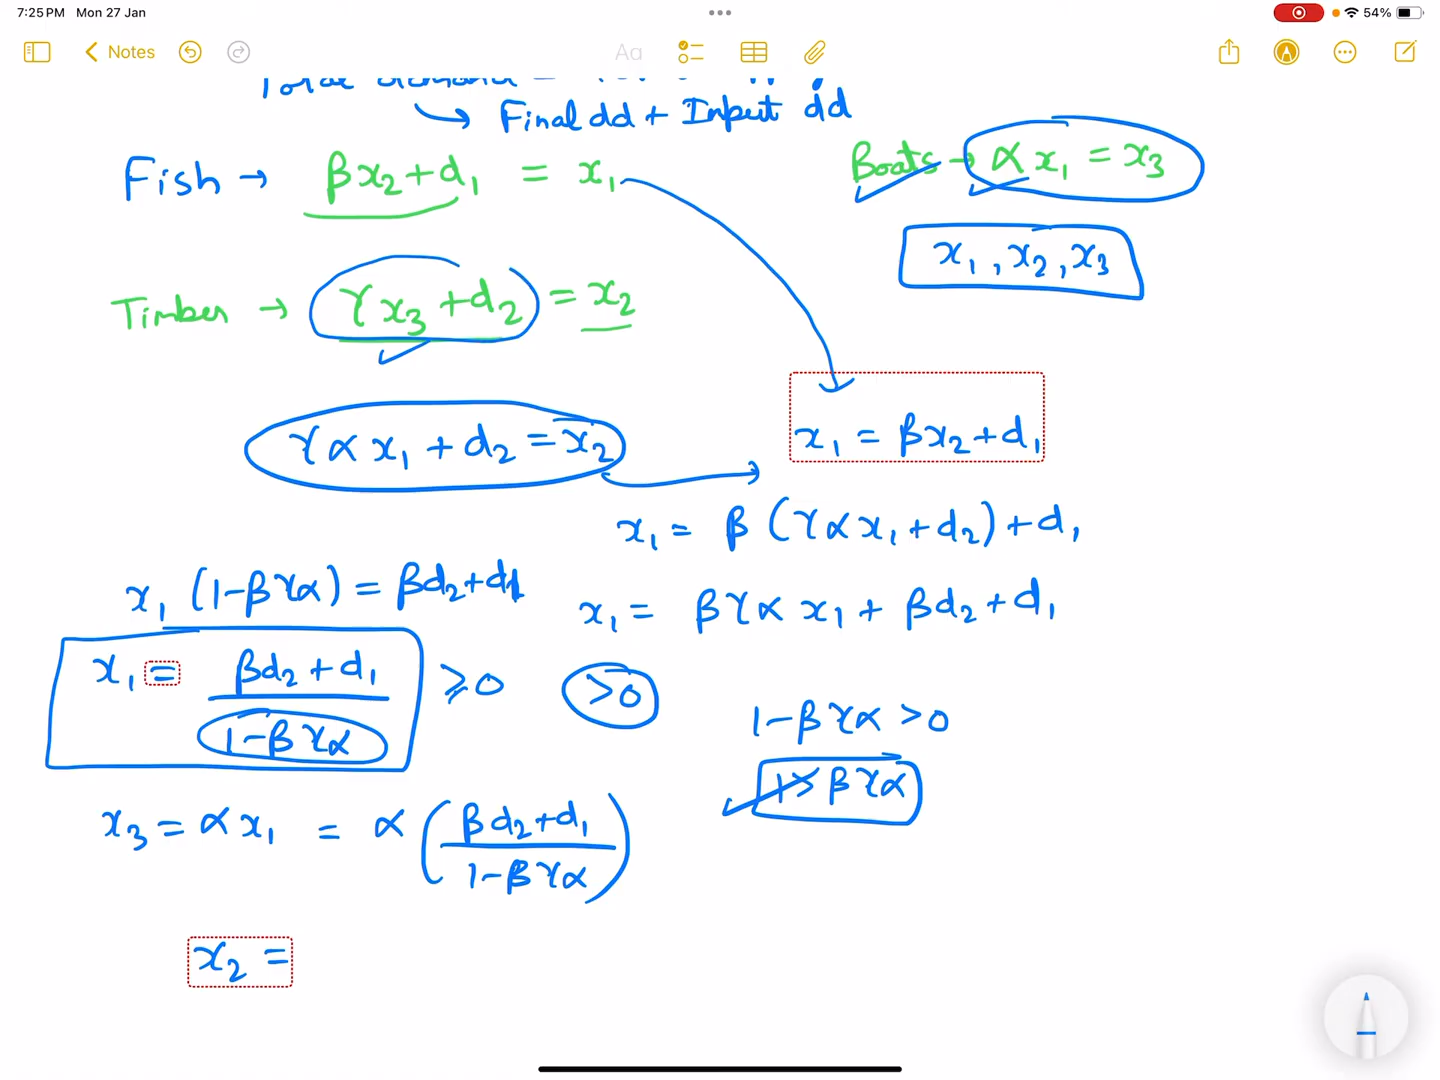 7:25 PM Mon 27 Jan
54%
Notes
Aa
Total demand =
↳ Final dd + Input dd
Fish → βx₂ + d₁ = x₁
Boats → αx₁ = x₃
x₁, x₂, x₃
Timber → γx₃ + d₂ = x₂
γαx₁ + d₂ = x₂
x₁ = βx₂ + d₁
x₁ = β(γαx₁ + d₂) + d₁
x₁(1-βγα) = βd₂ + d₁
x₁ = βγαx₁ + βd₂ + d₁
x₁ = (βd₂ + d₁)/(1-βγα) ≥ 0
>0
1-βγα > 0
1 > βγα
x₃ = αx₁ = α((βd₂ + d₁)/(1-βγα))
x₂ =